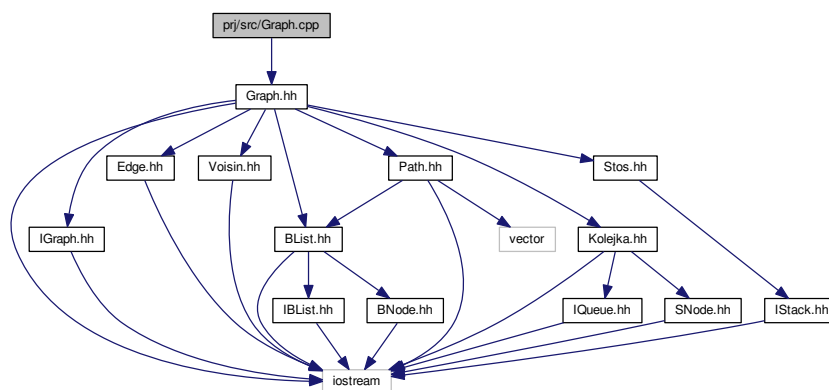 prj/src/Graph.cpp
Graph.hh
Edge.hh
Voisin.hh
Path.hh
Stos.hh
IGraph.hh
BList.hh
vector
Kolejka.hh
IBList.hh
BNode.hh
IQueue.hh
SNode.hh
IStack.hh
iostream